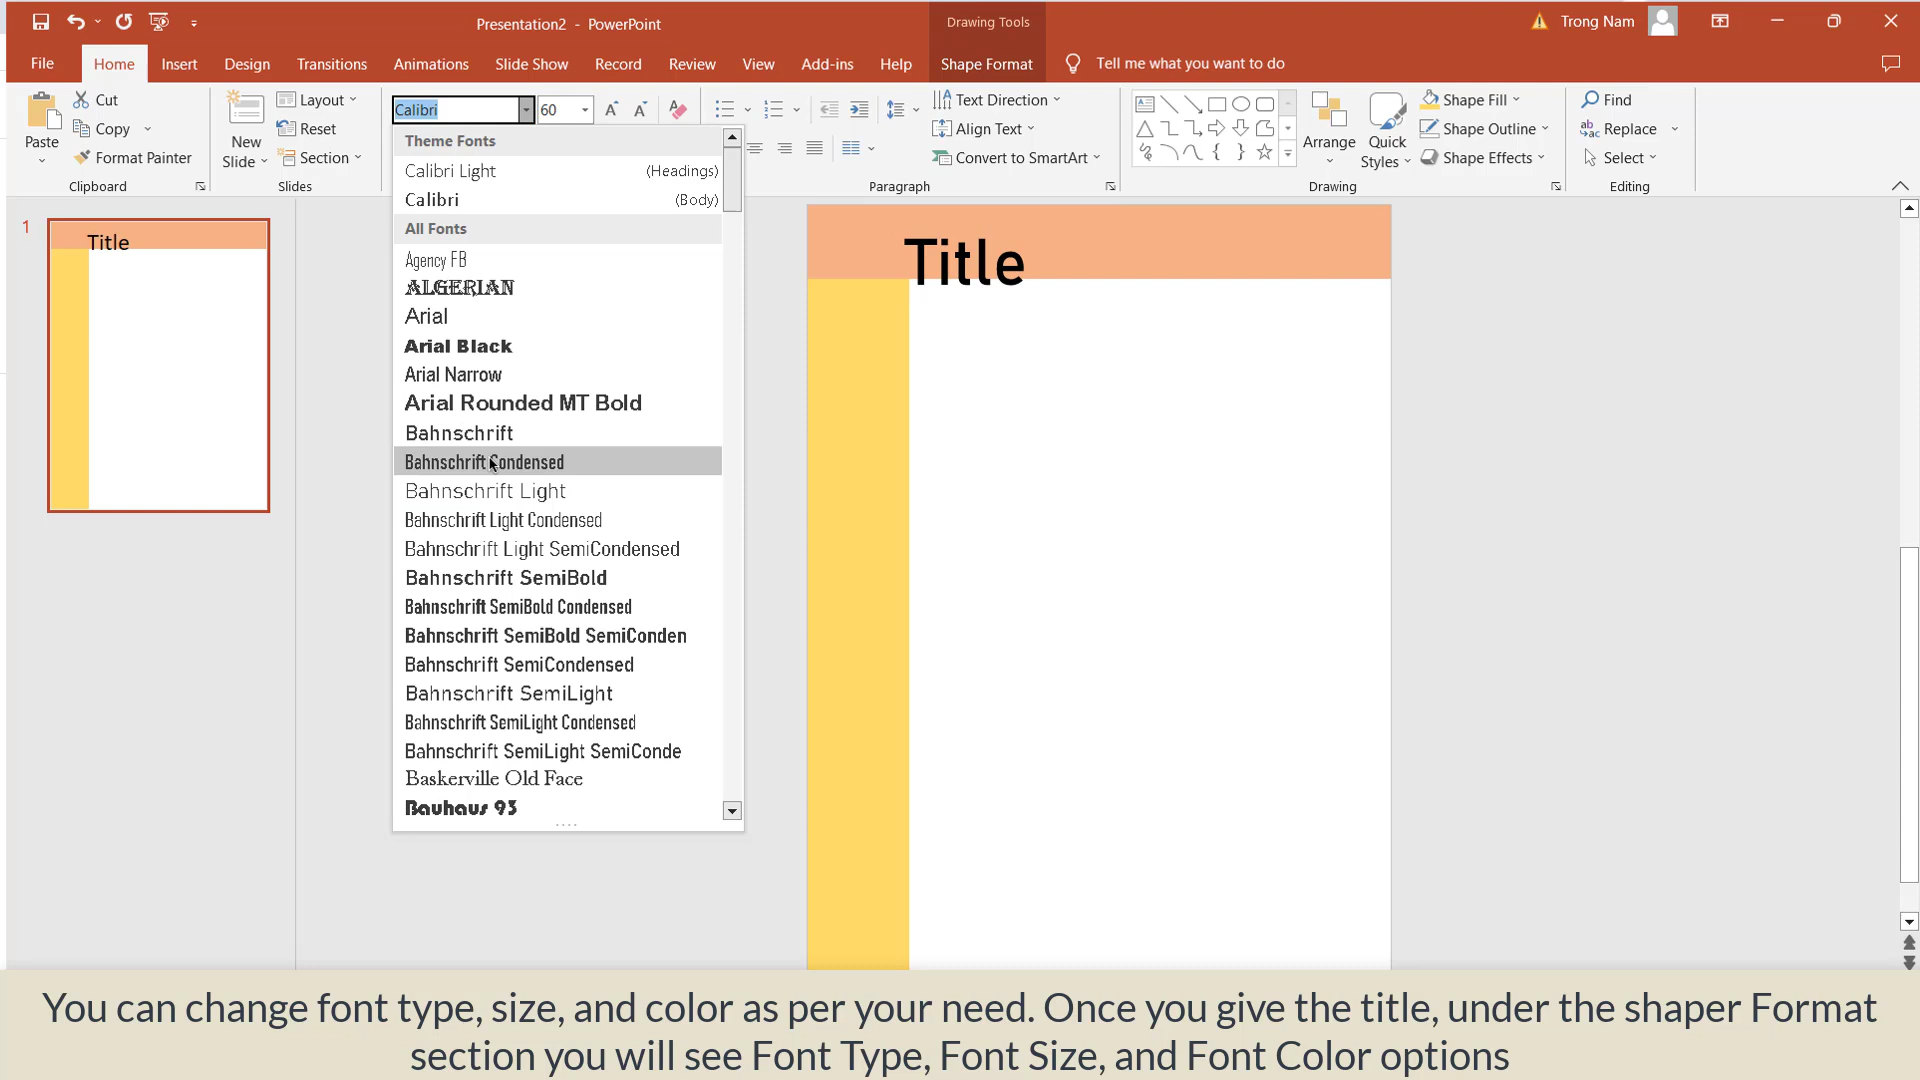 Presentation2 - PowerPoint
Drawing Tools
Trong Nam
File Home Insert Design Transitions Animations Slide Show Record Review View Add-ins Help Shape Format Tell me what you want to do
Paste
Cut
Copy
Format Painter
Clipboard
New
Slide
Layout
Reset
Section
Slides
Calibri 60
Text Direction
Align Text
Convert to SmartArt
Paragraph
Arrange
Quick
Styles
Shape Fill
Shape Outline
Shape Effects
Drawing
Find
Replace
Select
Editing
Theme Fonts
Calibri Light (Headings)
Calibri (Body)
All Fonts
Agency FB
ALGERIAN
Arial
Arial Black
Arial Narrow
Arial Rounded MT Bold
Bahnschrift
Bahnschrift Condensed
Bahnschrift Light
Bahnschrift Light Condensed
Bahnschrift Light SemiCondensed
Bahnschrift SemiBold
Bahnschrift SemiBold Condensed
Bahnschrift SemiBold SemiConden
Bahnschrift SemiCondensed
Bahnschrift SemiLight
Bahnschrift SemiLight Condensed
Bahnschrift SemiLight SemiConde
Baskerville Old Face
Bauhaus 93
1
Title
Title
You can change font type, size, and color as per your need. Once you give the title, under the shaper Format
section you will see Font Type, Font Size, and Font Color options